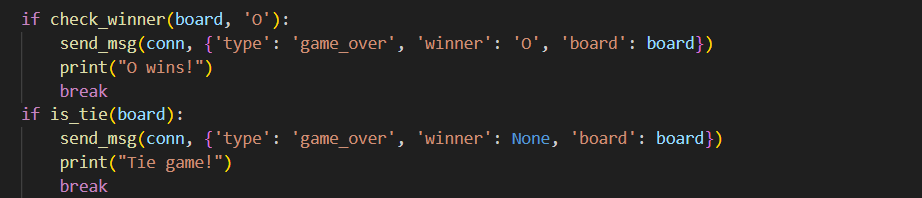 if check_winner(board, 'O'):
    send_msg(conn, {'type': 'game_over', 'winner': 'O', 'board': board})
    print("O wins!")
    break
if is_tie(board):
    send_msg(conn, {'type': 'game_over', 'winner': None, 'board': board})
    print("Tie game!")
    break